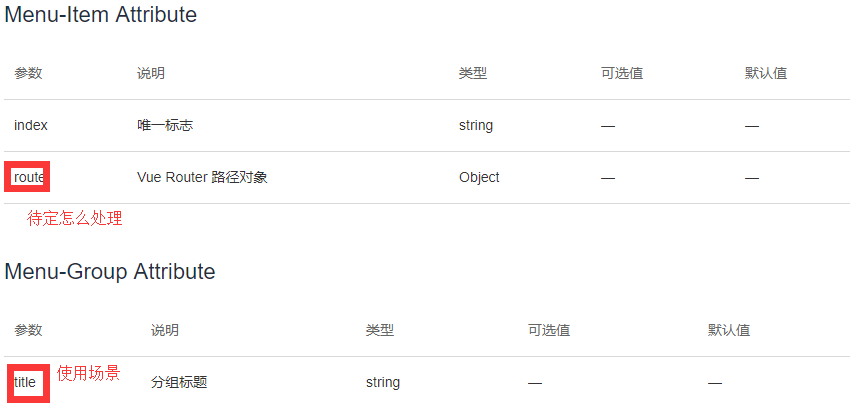 Menu-Item Attribute
参数 说明 类型 可选值 默认值
index 唯一标志 string — —
route Vue Router 路径对象 Object — —
待定怎么处理
Menu-Group Attribute
参数 说明 类型 可选值 默认值
使用场景
title 分组标题 string — —